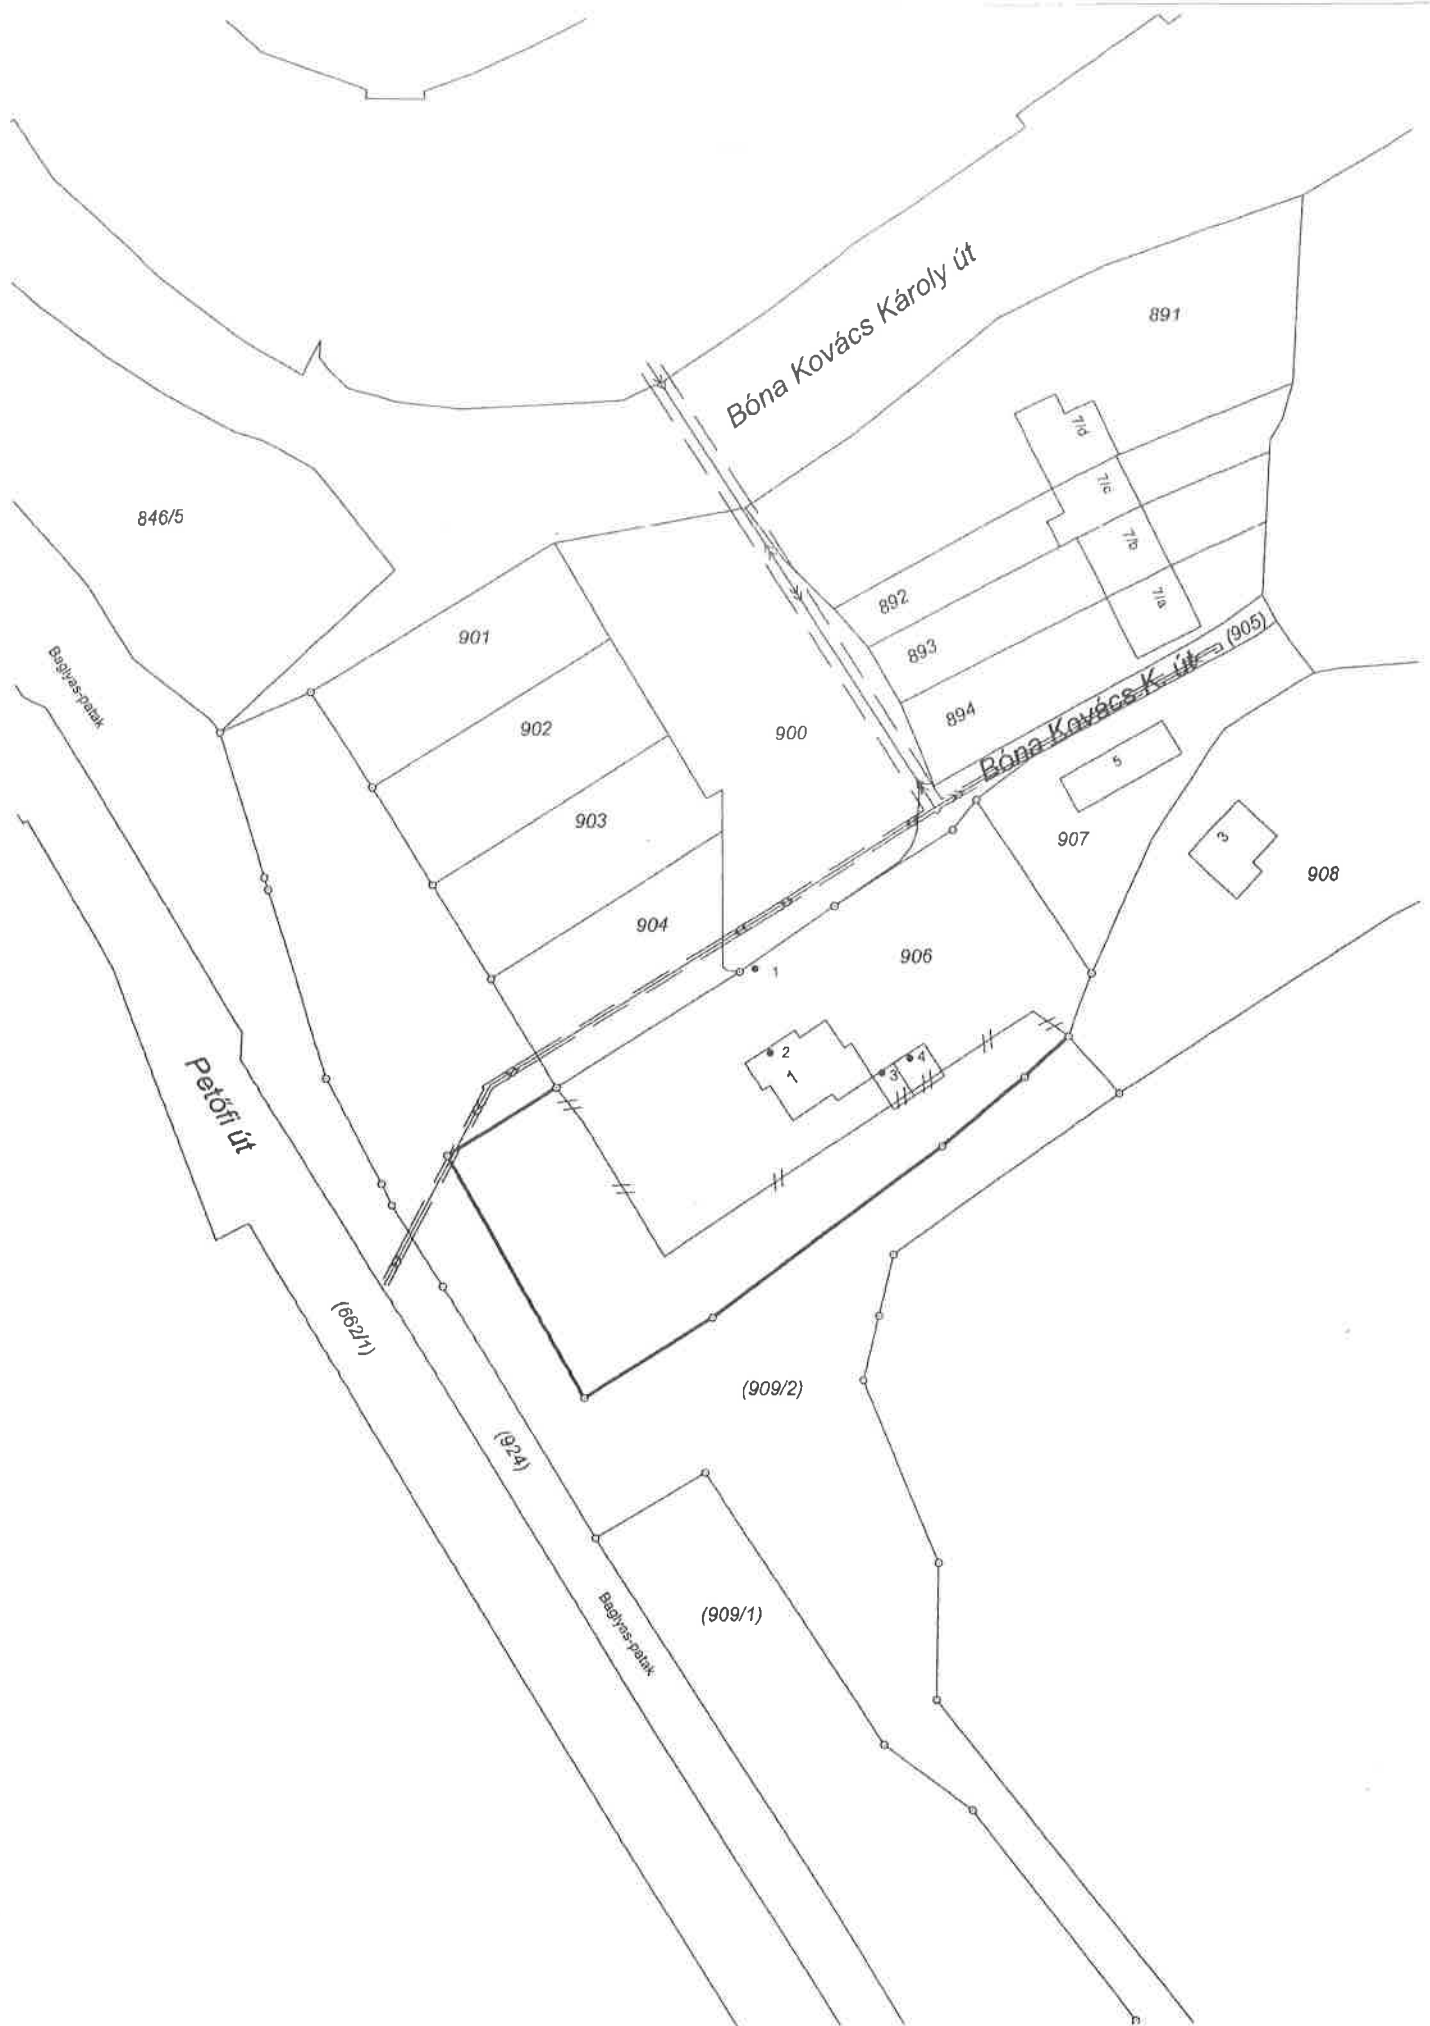 Bóna Kovács Károly út
891
7/d
7/c
7/b
7/a
846/5
892
893
894
Bóna Kovács K. út
(905)
Baglyas-patak
901
902
903
904
900
5
907
3
908
906
1
2
1
3
4
Petőfi út
(662/1)
(924)
(909/2)
(909/1)
Baglyas-patak